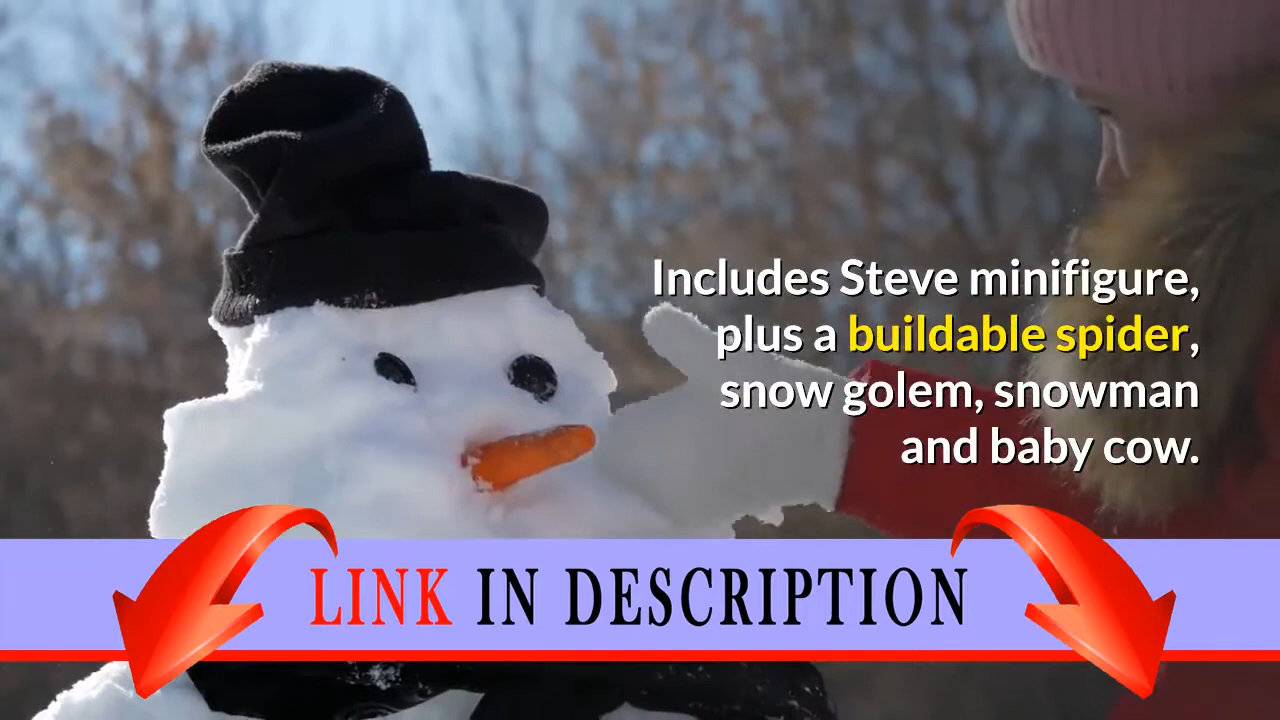 Includes Steve minifigure,
plus a buildable spider,
snow golem, snowman
and baby cow.
LINK IN DESCRIPTION